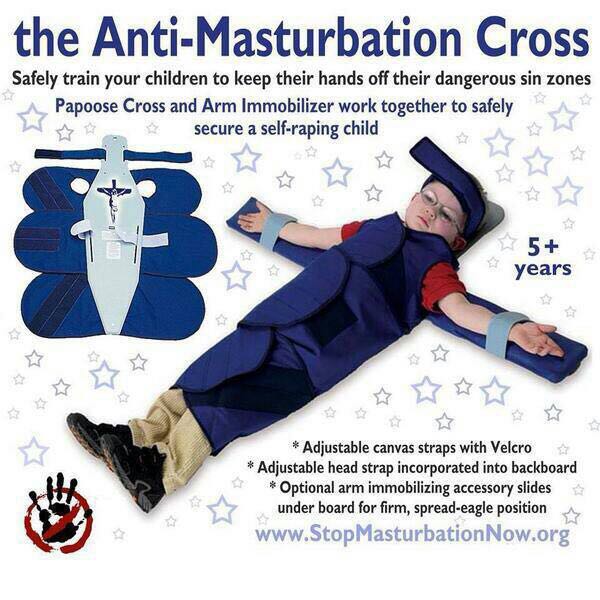 the Anti-Masturbation Cross
Safely train your children to keep their hands off their dangerous sin zones
Papoose Cross and Arm Immobilizer work together to safely
secure a self-raping child
5+
years
* Adjustable canvas straps with Velcro
* Adjustable head strap incorporated into backboard
* Optional arm immobilizing accessory slides
under board for firm, spread-eagle position
www.StopMasturbationNow.org